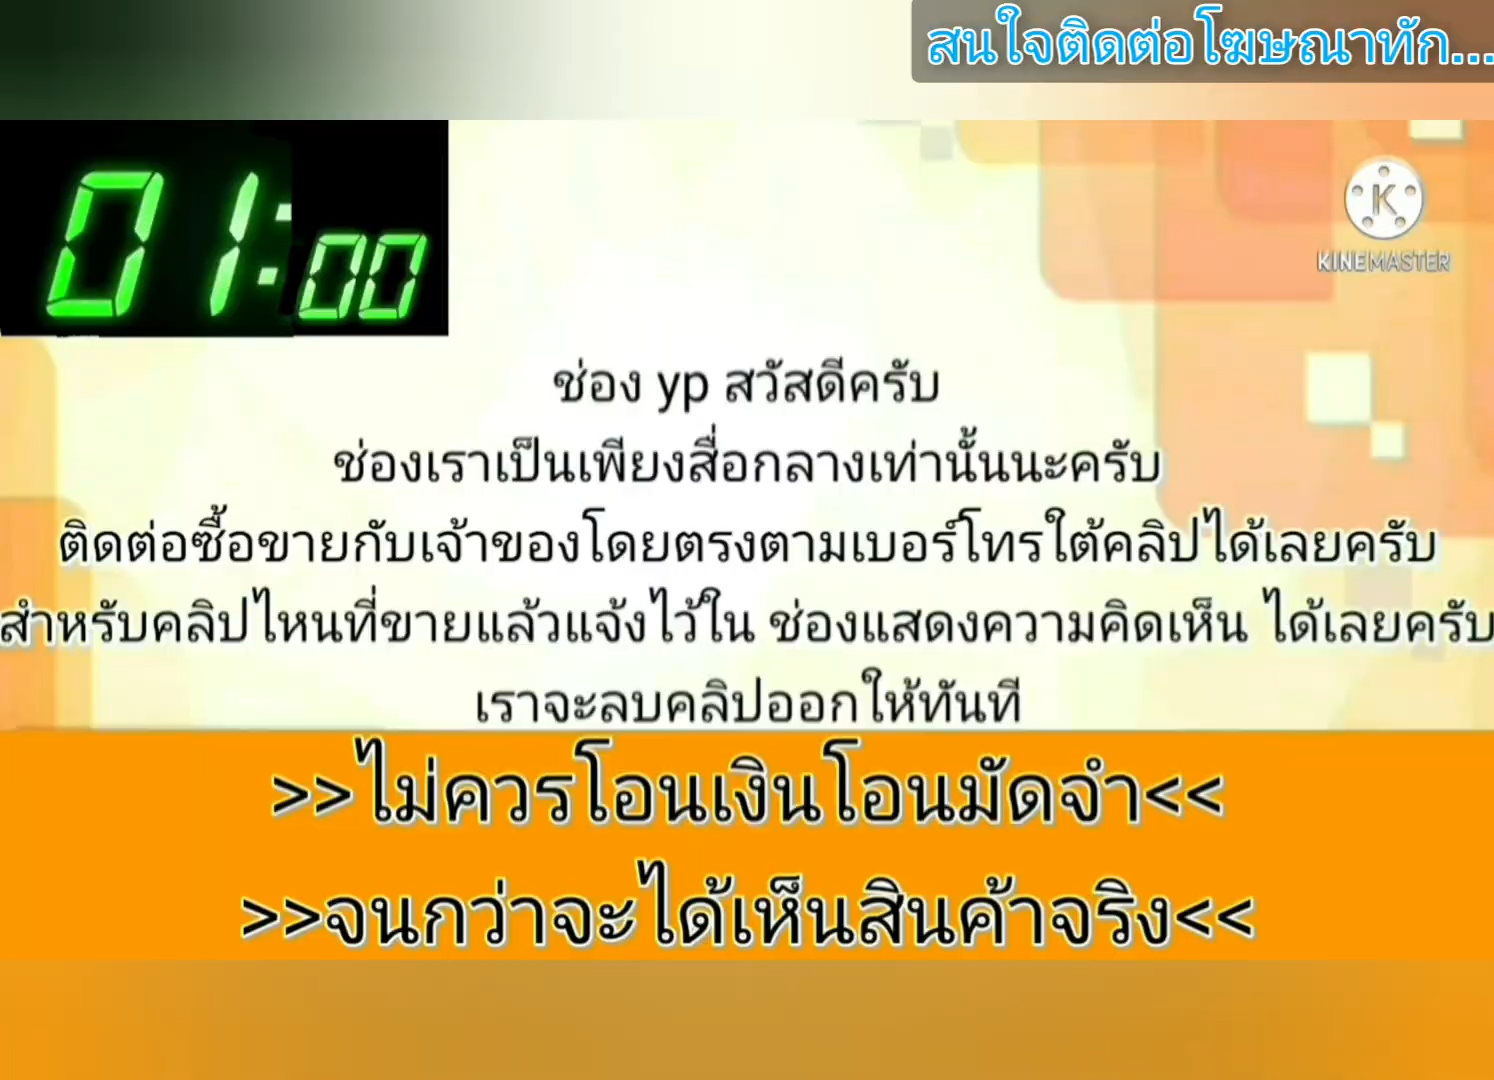 สนใจติดต่อโฆษณาทัก...
01:00
K
KINEMASTER
ช่อง yp สวัสดีครับ
ช่องเราเป็นเพียงสื่อกลางเท่านั้นนะครับ
ติดต่อซื้อขายกับเจ้าของโดยตรงตามเบอร์โทรใต้คลิปได้เลยครับ
สำหรับคลิปไหนที่ขายแล้วแจ้งไว้ใน ช่องแสดงความคิดเห็น ได้เลยครับ
เราจะลบคลิปออกให้ทันที
>>ไม่ควรโอนเงินโอนมัดจำ<<
>>จนกว่าจะได้เห็นสินค้าจริง<<